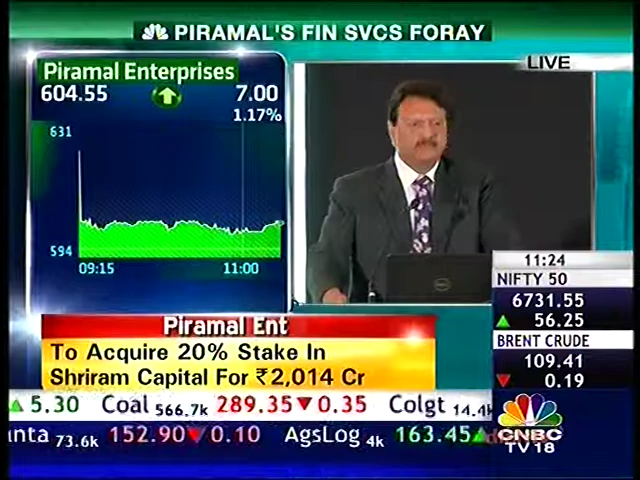 PIRAMAL'S FIN SVCS FORAY
LIVE
Piramal Enterprises
604.55 7.00
1.17%
631
594
09:15 11:00
DELL
11:24
NIFTY 50
6731.55
56.25
BRENT CRUDE
109.41
0.19
Piramal Ent
To Acquire 20% Stake In
Shriram Capital For ₹2,014 Cr
5.30 Coal 566.7k 289.35 0.35 Colgt 14.4k
anta 73.6k 152.90 0.10 AgsLog 4k 163.45
CNBC
TV18